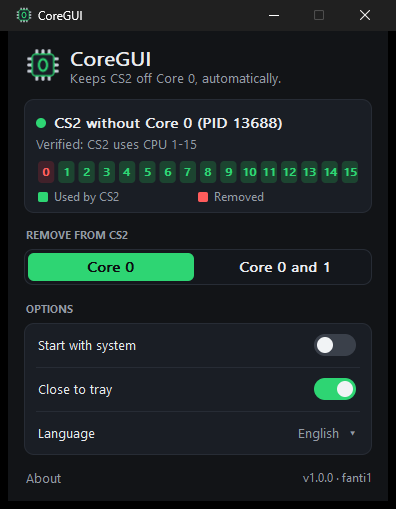 CoreGUI
CoreGUI
Keeps CS2 off Core 0, automatically.
CS2 without Core 0 (PID 13688)
Verified: CS2 uses CPU 1-15
0 1 2 3 4 5 6 7 8 9 10 11 12 13 14 15
Used by CS2 Removed
REMOVE FROM CS2
Core 0 Core 0 and 1
OPTIONS
Start with system
Close to tray
Language English
About v1.0.0 · fanti1